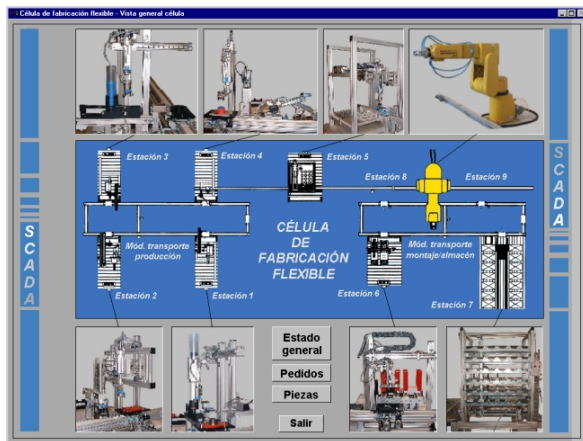 Célula de fabricación flexible - Vista general célula
Estación 3
Estación 4
Estación 5
Estación 8
Estación 9
SCADA
SCADA
CÉLULA
DE
FABRICACIÓN
FLEXIBLE
Mód. transporte
producción
Mód. transporte
montaje/almacén
Estación 2
Estación 1
Estación 6
Estación 7
Estado
general
Pedidos
Piezas
Salir